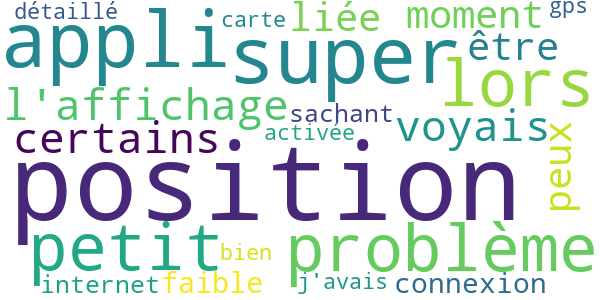 détaillé
appli
super
carte
liée
moment
gps
être
lors
l'affichage
sachant
certains
activée
voyais
peux
position
petit
problème
bien
internet
faible
j'avais
connexion